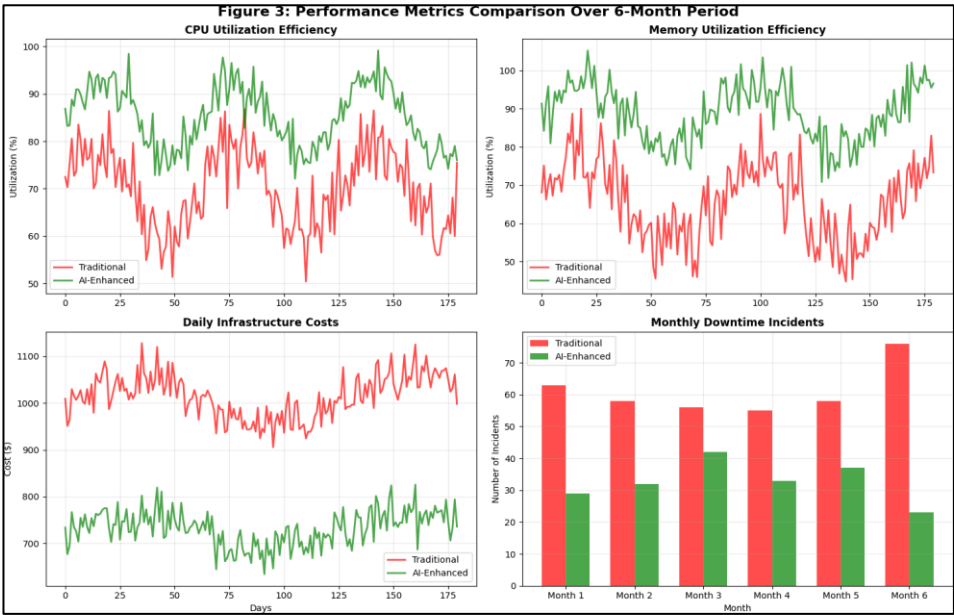 Figure 3: Performance Metrics Comparison Over 6-Month Period
CPU Utilization Efficiency
Utilization (%)
100
90
80
70
60
50
Traditional
AI-Enhanced
0 25 50 75 100 125 150 175
Memory Utilization Efficiency
Utilization (%)
100
90
80
70
60
50
Traditional
AI-Enhanced
0 25 50 75 100 125 150 175
Daily Infrastructure Costs
Cost ($)
1100
1000
900
800
700
Traditional
AI-Enhanced
0 25 50 75 100 125 150 175
Days
Monthly Downtime Incidents
Number of Incidents
70
60
50
40
30
20
10
0
Traditional
AI-Enhanced
Month 1 Month 2 Month 3 Month 4 Month 5 Month 6
Month